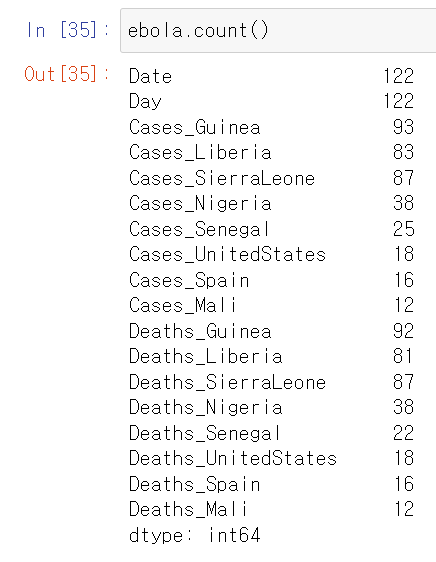 In [35]: ebola.count()
Out[35]: Date 122
Day 122
Cases_Guinea 93
Cases_Liberia 83
Cases_SierraLeone 87
Cases_Nigeria 38
Cases_Senegal 25
Cases_UnitedStates 18
Cases_Spain 16
Cases_Mali 12
Deaths_Guinea 92
Deaths_Liberia 81
Deaths_SierraLeone 87
Deaths_Nigeria 38
Deaths_Senegal 22
Deaths_UnitedStates 18
Deaths_Spain 16
Deaths_Mali 12
dtype: int64